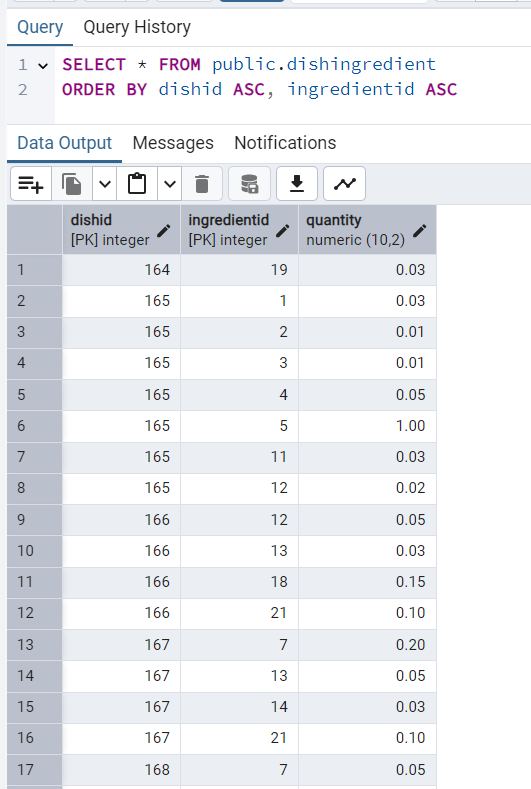 Query Query History
1 SELECT * FROM public.dishingredient
2 ORDER BY dishid ASC, ingredientid ASC
Data Output Messages Notifications
dishid ingredientid quantity
[PK] integer [PK] integer numeric (10,2)
1 164 19 0.03
2 165 1 0.03
3 165 2 0.01
4 165 3 0.01
5 165 4 0.05
6 165 5 1.00
7 165 11 0.03
8 165 12 0.02
9 166 12 0.05
10 166 13 0.03
11 166 18 0.15
12 166 21 0.10
13 167 7 0.20
14 167 13 0.05
15 167 14 0.03
16 167 21 0.10
17 168 7 0.05